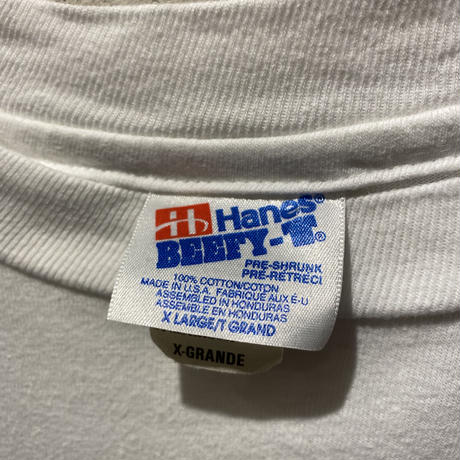 H Hanes®
BEEFY-T®
PRE-SHRUNK
PRE-RETRECI
100% COTTON/COTON
MADE IN U.S.A. FABRIQUE AUX É-U
ASSEMBLED IN HONDURAS
ASSEMBLE EN HONDURAS
X LARGE/T GRAND
X-GRANDE